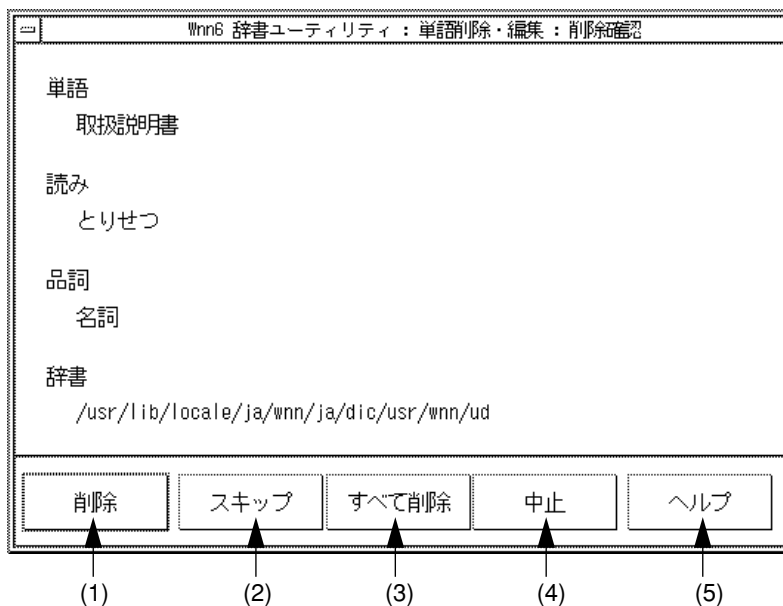 Wnn6 辞書ユーティリティ : 単語削除・編集 : 削除確認
単語
取扱説明書
読み
とりせつ
品詞
名詞
辞書
/usr/lib/locale/ja/wnn/ja/dic/usr/wnn/ud
削除 スキップ すべて削除 中止 ヘルプ
(1) (2) (3) (4) (5)